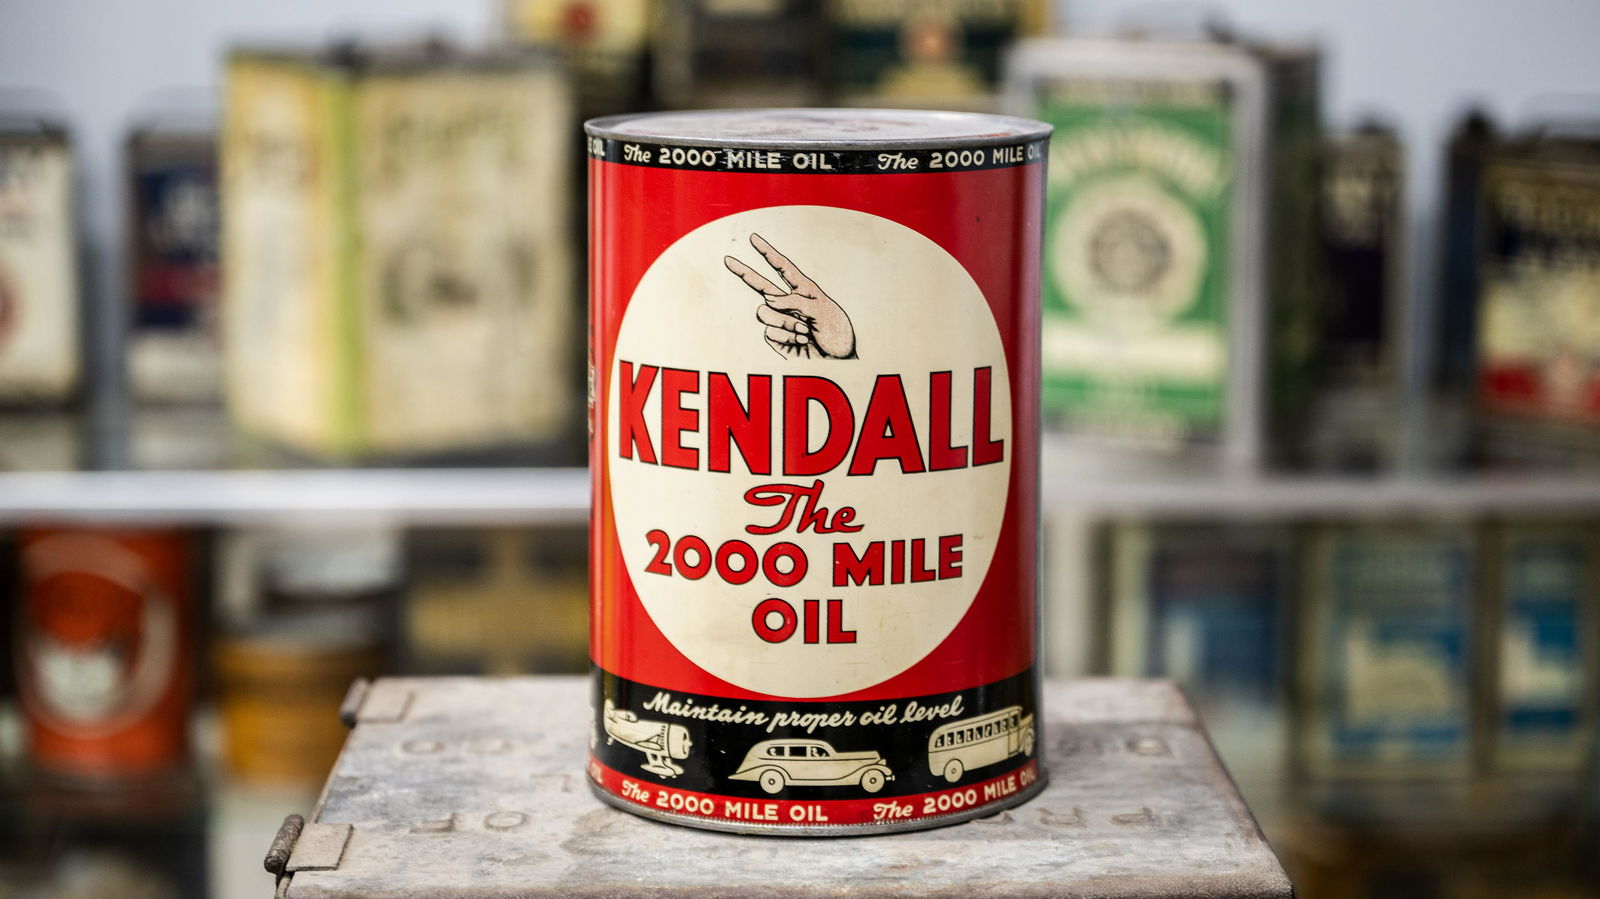 The 2000 MILE OIL The 2000 MILE OIL
KENDALL
The
2000 MILE
OIL
Maintain proper oil level
The 2000 MILE OIL The 2000 MILE OIL